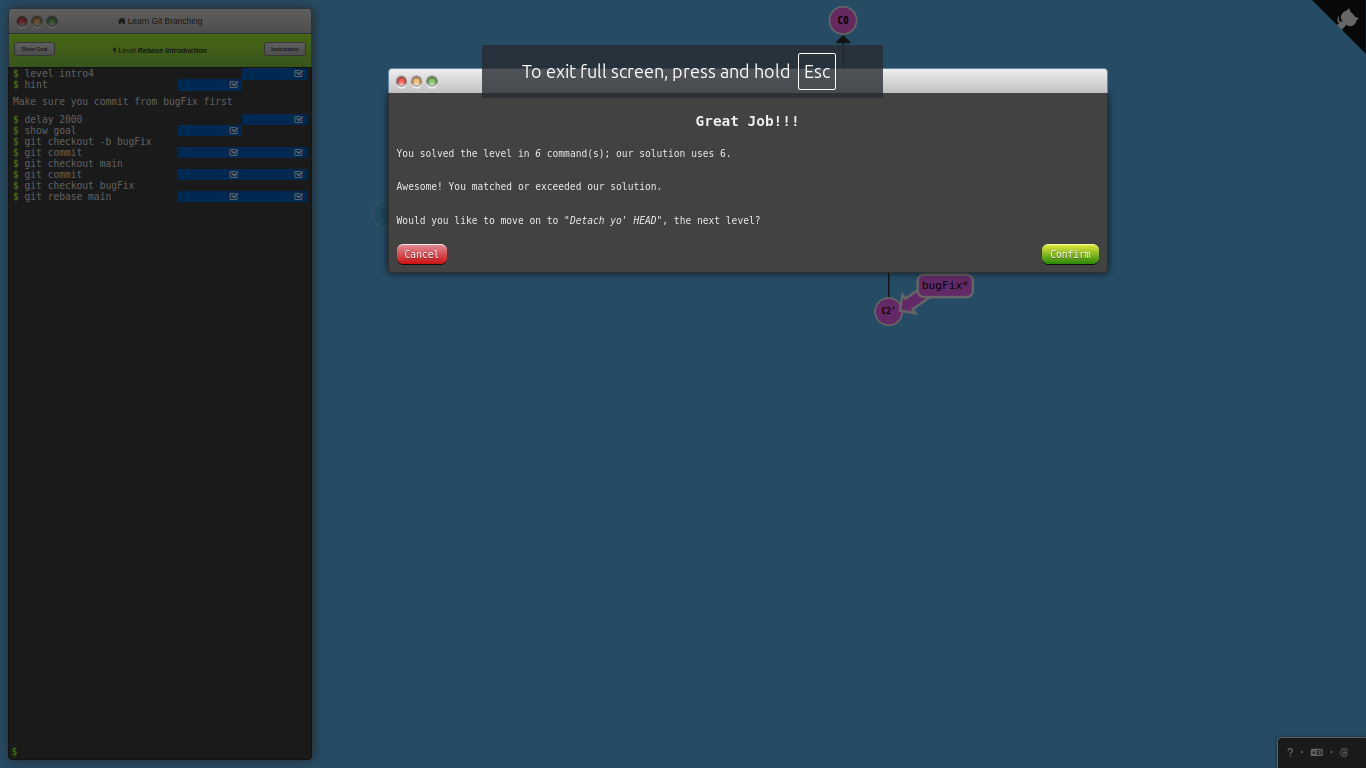 Learn Git Branching
Show Goal
Level Rebase Introduction
Instructions
$ level intro4
$ hint
Make sure you commit from bugFix first
$ delay 2000
$ show goal
$ git checkout -b bugFix
$ git commit
$ git checkout main
$ git commit
$ git checkout bugFix
$ git rebase main
$
C0
To exit full screen, press and hold Esc
Great Job!!!
You solved the level in 6 command(s); our solution uses 6.
Awesome! You matched or exceeded our solution.
Would you like to move on to "Detach yo' HEAD", the next level?
Cancel
Confirm
bugFix*
C2'
? · · @